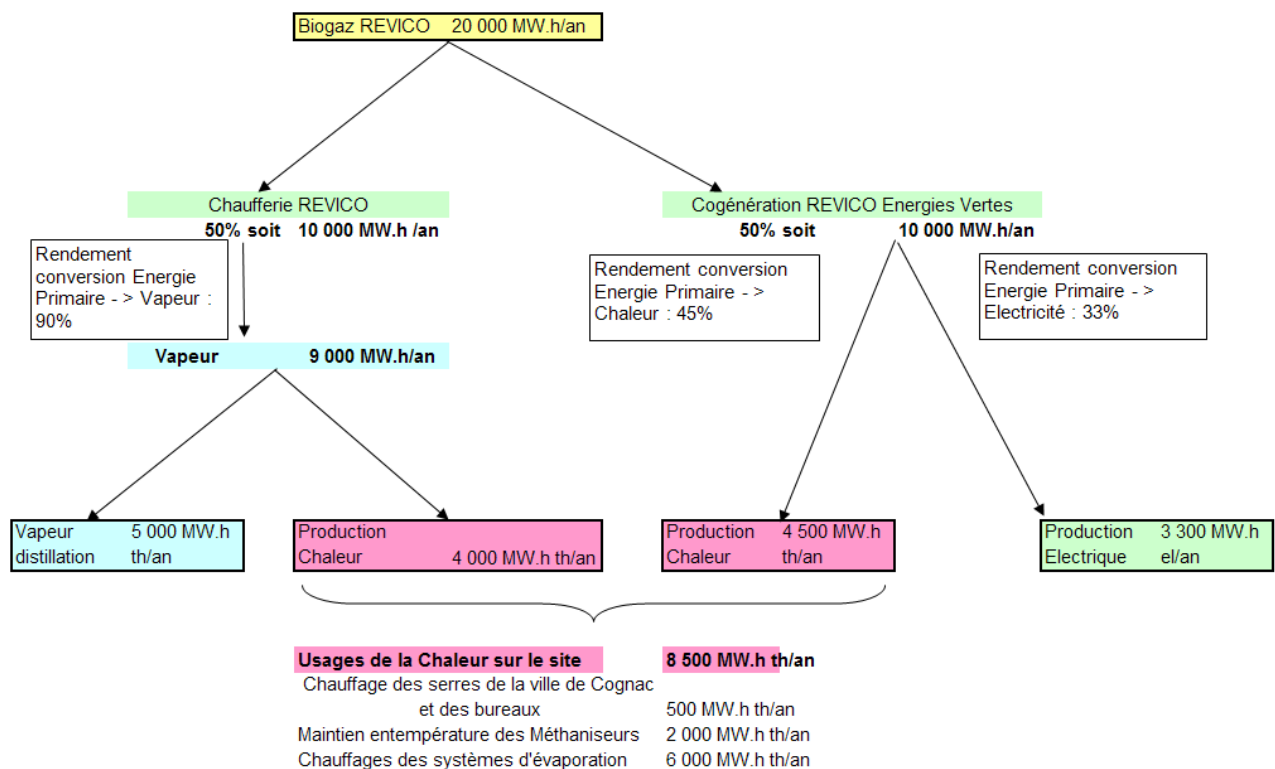 Biogaz REVICO 20 000 MW.h/an
Chaufferie REVICO
50% soit 10 000 MW.h /an
Cogénération REVICO Energies Vertes
50% soit 10 000 MW.h/an
Rendement
conversion Energie
Primaire - > Vapeur :
90%
Rendement conversion
Energie Primaire - >
Chaleur : 45%
Rendement conversion
Energie Primaire - >
Electricité : 33%
Vapeur 9 000 MW.h/an
Vapeur 5 000 MW.h
distillation th/an
Production
Chaleur 4 000 MW.h th/an
Production 4 500 MW.h
Chaleur th/an
Production 3 300 MW.h
Electrique el/an
Usages de la Chaleur sur le site 8 500 MW.h th/an
Chauffage des serres de la ville de Cognac
et des bureaux 500 MW.h th/an
Maintien entempérature des Méthaniseurs 2 000 MW.h th/an
Chauffages des systèmes d'évaporation 6 000 MW.h th/an